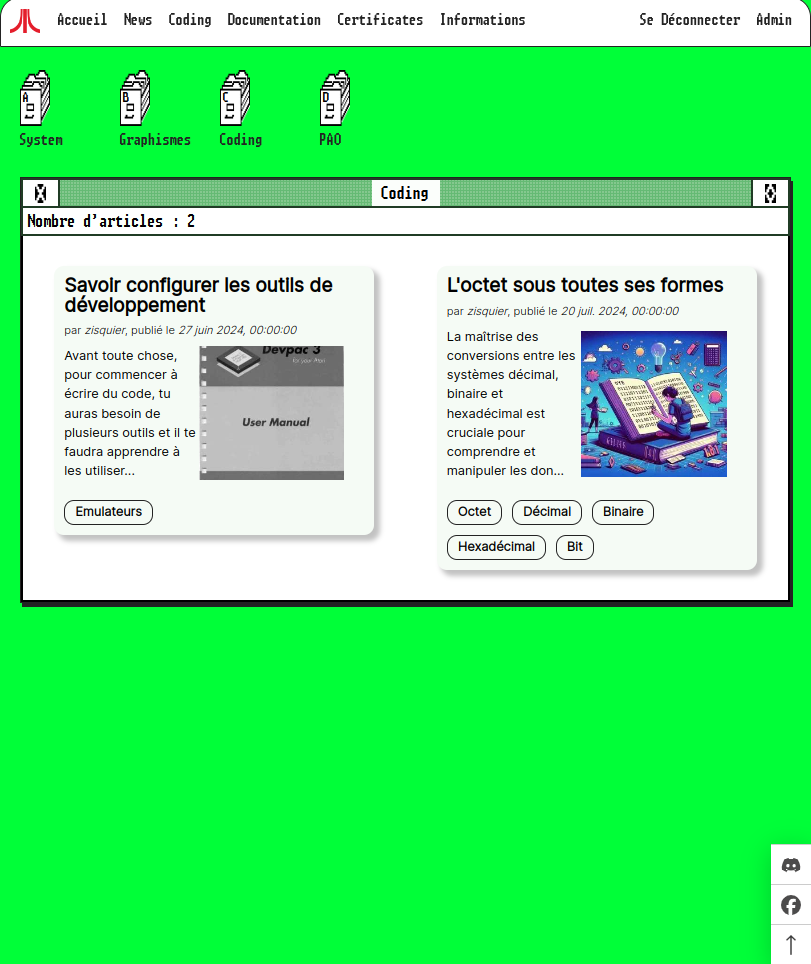 Accueil News Coding Documentation Certificates Informations Se Déconnecter Admin
A B C D
System Graphismes Coding PAO
Coding
Nombre d'articles : 2
Savoir configurer les outils de
développement
par zisquier, publié le 27 juin 2024, 00:00:00
Avant toute chose,
pour commencer à
écrire du code, tu
auras besoin de
plusieurs outils et il te
faudra apprendre à
les utiliser...
Devpac 3
for your Atari
User Manual
Emulateurs
L'octet sous toutes ses formes
par zisquier, publié le 20 juil. 2024, 00:00:00
La maîtrise des
conversions entre les
systèmes décimal,
binaire et
hexadécimal est
cruciale pour
comprendre et
manipuler les don...
Octet Décimal Binaire
Hexadécimal Bit